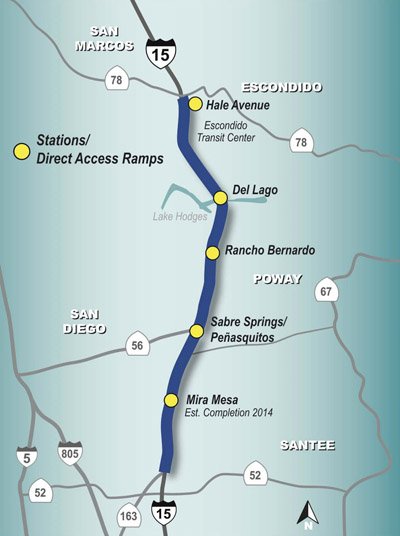 SAN
MARCOS
15
78
ESCONDIDO
Hale Avenue
Escondido
Transit Center
78
Stations/
Direct Access Ramps
Del Lago
Lake Hodges
Rancho Bernardo
POWAY
67
SAN
DIEGO
Sabre Springs/
Peñasquitos
56
Mira Mesa
Est. Completion 2014
SANTEE
5
805
52
52
163
15
N